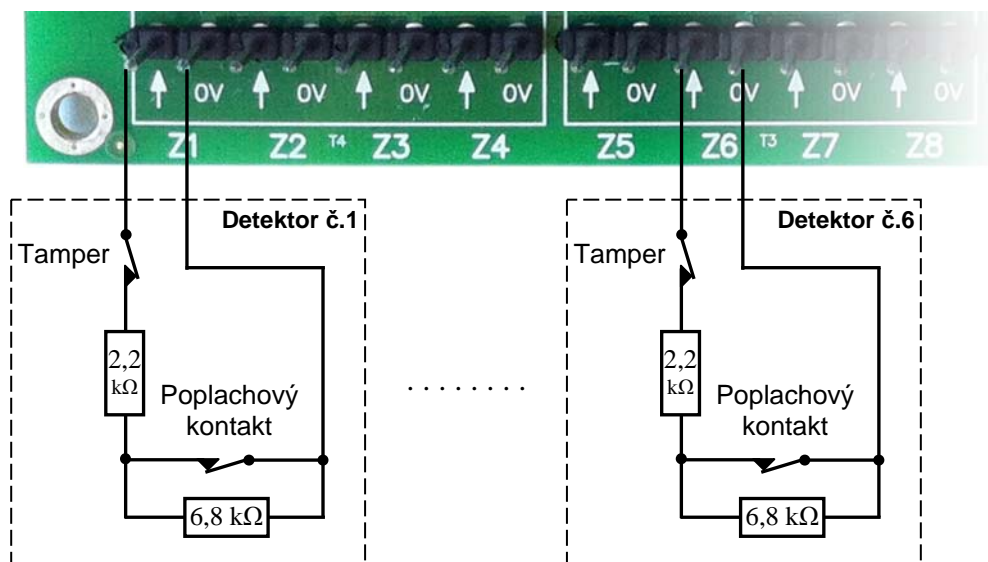 ↑ 0V ↑ 0V ↑ 0V ↑ 0V ↑ 0V ↑ 0V ↑ 0V ↑ 0V
Z1 Z2 T4 Z3 Z4 Z5 Z6 T3 Z7 Z8
Detektor č.1
Tamper
2,2
kΩ
Poplachový
kontakt
6,8 kΩ
. . . . . . . .
Detektor č.6
Tamper
2,2
kΩ
Poplachový
kontakt
6,8 kΩ